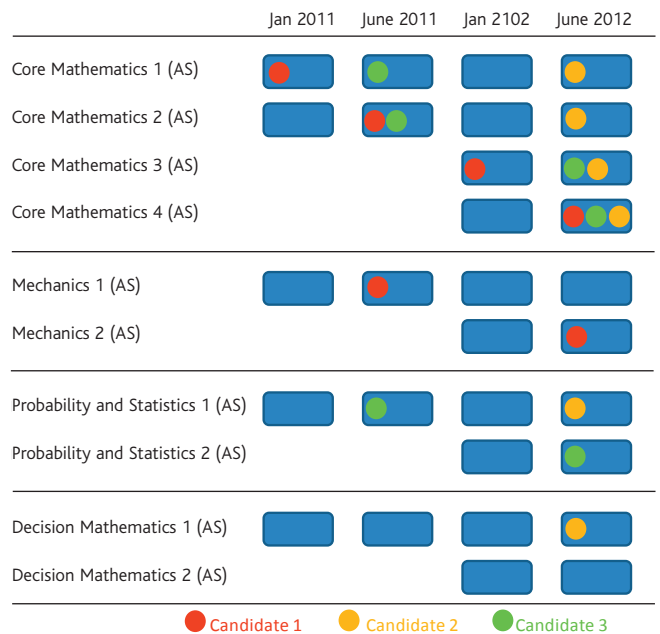 Jan 2011 June 2011 Jan 2102 June 2012
Core Mathematics 1 (AS)
Core Mathematics 2 (AS)
Core Mathematics 3 (AS)
Core Mathematics 4 (AS)
Mechanics 1 (AS)
Mechanics 2 (AS)
Probability and Statistics 1 (AS)
Probability and Statistics 2 (AS)
Decision Mathematics 1 (AS)
Decision Mathematics 2 (AS)
Candidate 1 Candidate 2 Candidate 3